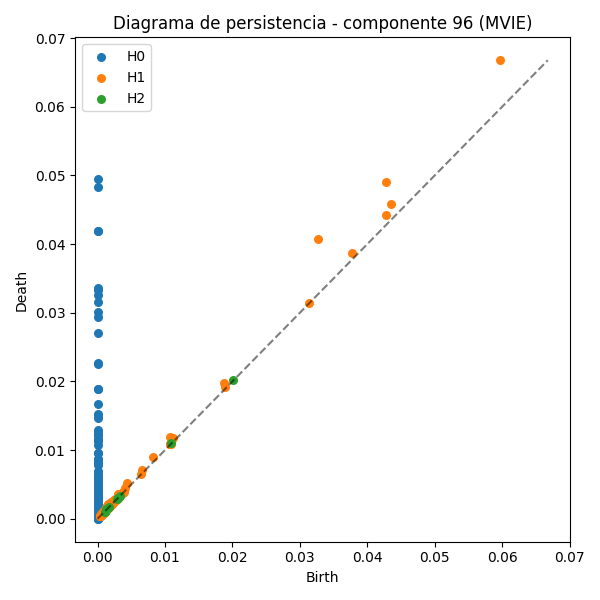 Diagrama de persistencia - componente 96 (MVIE)
H0
H1
H2
Death
0.07
0.06
0.05
0.04
0.03
0.02
0.01
0.00
0.00 0.01 0.02 0.03 0.04 0.05 0.06 0.07
Birth